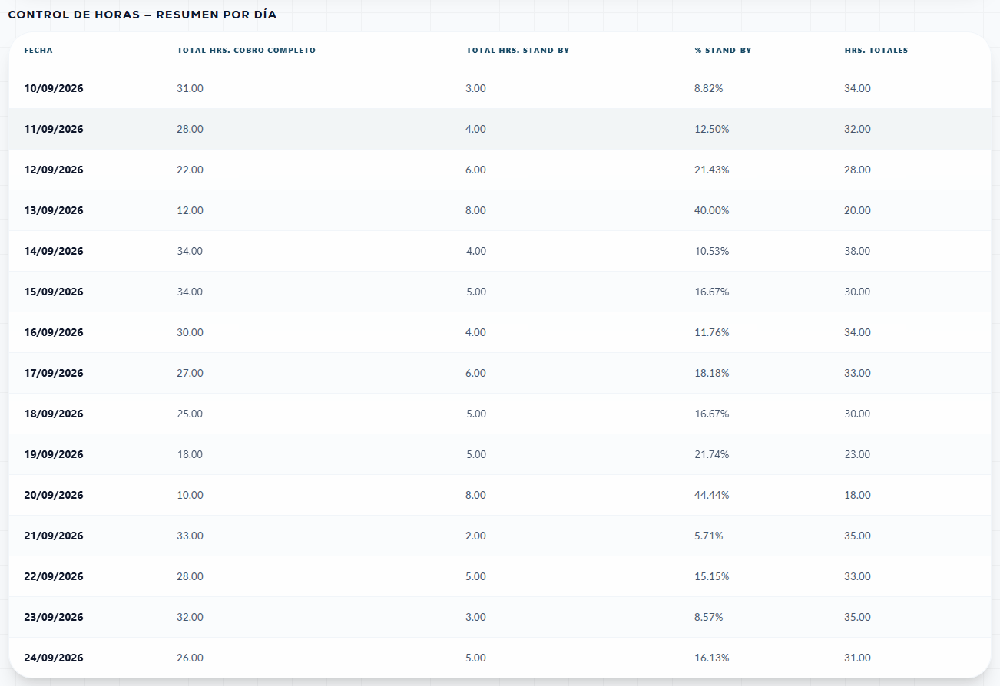 CONTROL DE HORAS – RESUMEN POR DÍA
FECHA TOTAL HRS. COBRO COMPLETO TOTAL HRS. STAND-BY % STAND-BY HRS. TOTALES
10/09/2026 31.00 3.00 8.82% 34.00
11/09/2026 28.00 4.00 12.50% 32.00
12/09/2026 22.00 6.00 21.43% 28.00
13/09/2026 12.00 8.00 40.00% 20.00
14/09/2026 34.00 4.00 10.53% 38.00
15/09/2026 34.00 5.00 16.67% 30.00
16/09/2026 30.00 4.00 11.76% 34.00
17/09/2026 27.00 6.00 18.18% 33.00
18/09/2026 25.00 5.00 16.67% 30.00
19/09/2026 18.00 5.00 21.74% 23.00
20/09/2026 10.00 8.00 44.44% 18.00
21/09/2026 33.00 2.00 5.71% 35.00
22/09/2026 28.00 5.00 15.15% 33.00
23/09/2026 32.00 3.00 8.57% 35.00
24/09/2026 26.00 5.00 16.13% 31.00